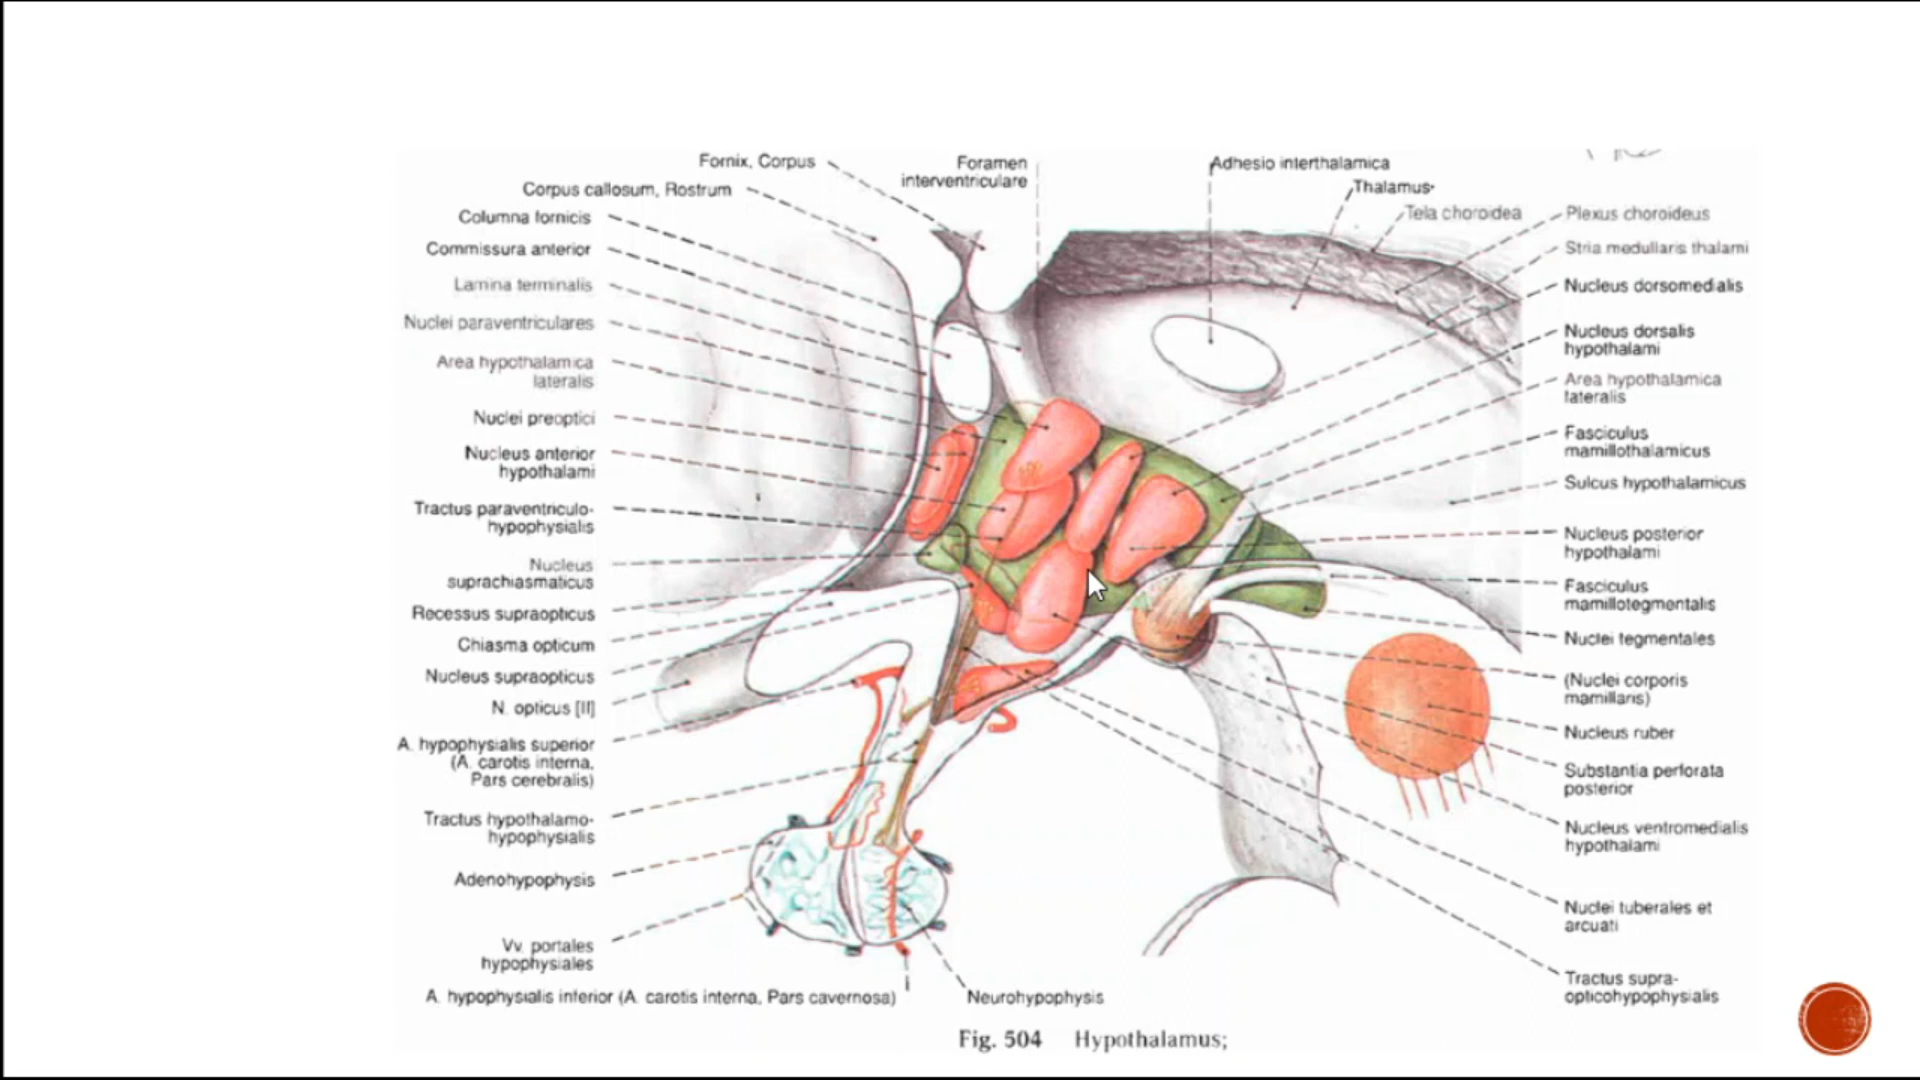 Fornix, Corpus
Corpus callosum, Rostrum
Columna fornicis
Commissura anterior
Lamina terminalis
Nuclei paraventriculares
Area hypothalamica
lateralis
Nuclei preoptici
Nucleus anterior
hypothalami
Tractus paraventriculo-
hypophysialis
Nucleus
suprachiasmaticus
Recessus supraopticus
Chiasma opticum
Nucleus supraopticus
N. opticus [II]
A. hypophysialis superior
(A. carotis interna,
Pars cerebralis)
Tractus hypothalamo-
hypophysialis
Adenohypophysis
Vv. portales
hypophysiales
A. hypophysialis inferior (A. carotis interna, Pars cavernosa)
Foramen
interventriculare
Adhesio interthalamica
Thalamus
Tela choroidea
Plexus choroideus
Stria medullaris thalami
Nucleus dorsomedialis
Nucleus dorsalis
hypothalami
Area hypothalamica
lateralis
Fasciculus
mamillothalamicus
Sulcus hypothalamicus
Nucleus posterior
hypothalami
Fasciculus
mamillotegmentalis
Nuclei tegmentales
(Nuclei corporis
mamillaris)
Nucleus ruber
Substantia perforata
posterior
Nucleus ventromedialis
hypothalami
Nuclei tuberales et
arcuati
Tractus supra-
opticohypophysialis
Neurohypophysis
Fig. 504 Hypothalamus;